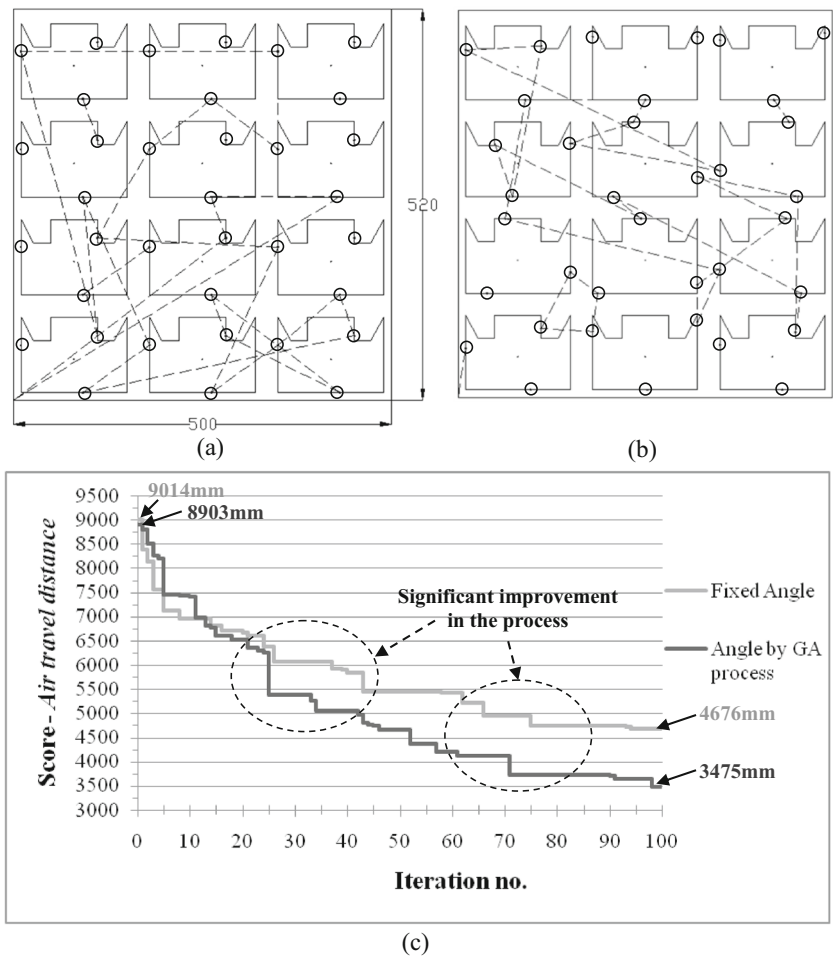 520
500
(a)
(b)
9500
9000
8500
8000
7500
7000
6500
6000
5500
5000
4500
4000
3500
3000
Score- Air travel distance
9014mm
8903mm
Significant improvement
in the process
Fixed Angle
Angle by GA
process
4676mm
3475mm
0 10 20 30 40 50 60 70 80 90 100
Iteration no.
(c)